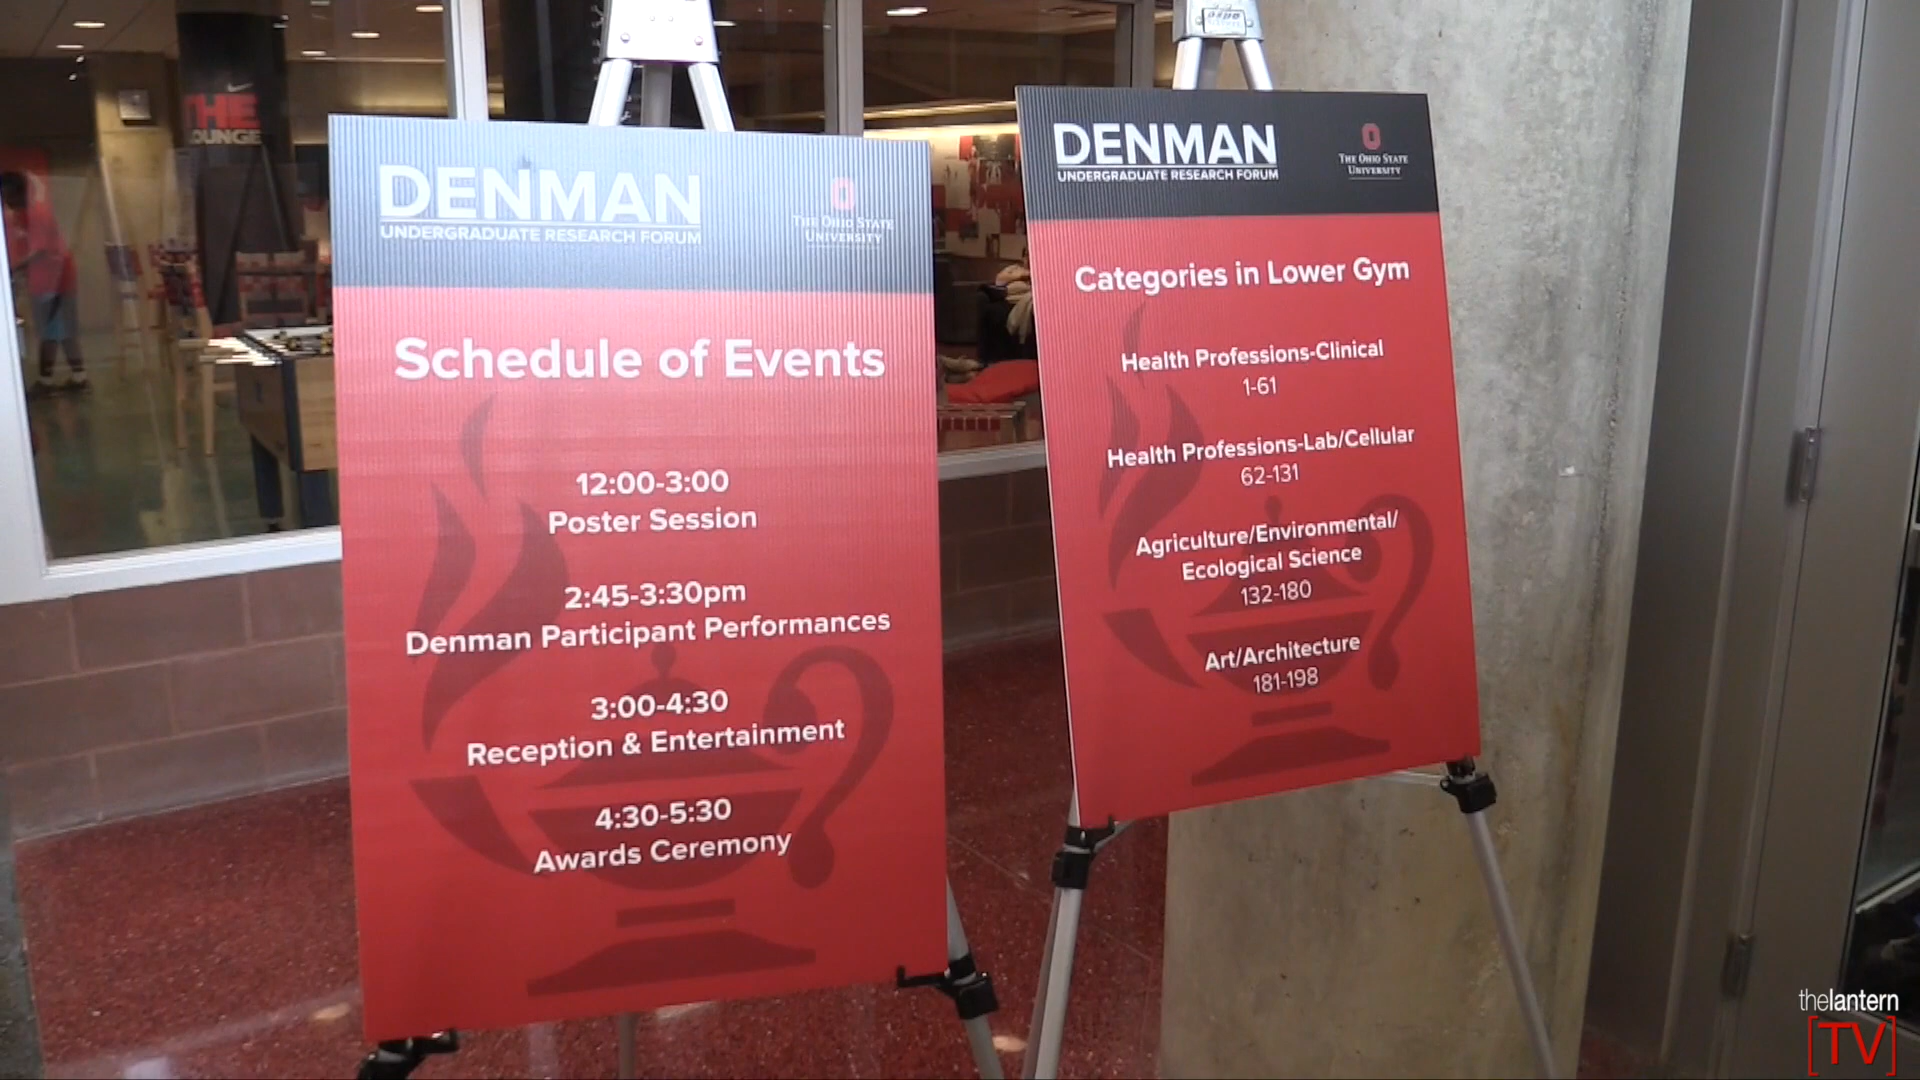 THE
DENMAN
UNDERGRADUATE RESEARCH FORUM
THE OHIO STATE
UNIVERSITY
Schedule of Events
12:00-3:00
Poster Session
2:45-3:30pm
Denman Participant Performances
3:00-4:30
Reception & Entertainment
4:30-5:30
Awards Ceremony
DENMAN
UNDERGRADUATE RESEARCH FORUM
THE OHIO STATE
UNIVERSITY
Categories in Lower Gym
Health Professions-Clinical
1-61
Health Professions-Lab/Cellular
62-131
Agriculture/Environmental/
Ecological Science
132-180
Art/Architecture
181-198
thelantern
[TV]